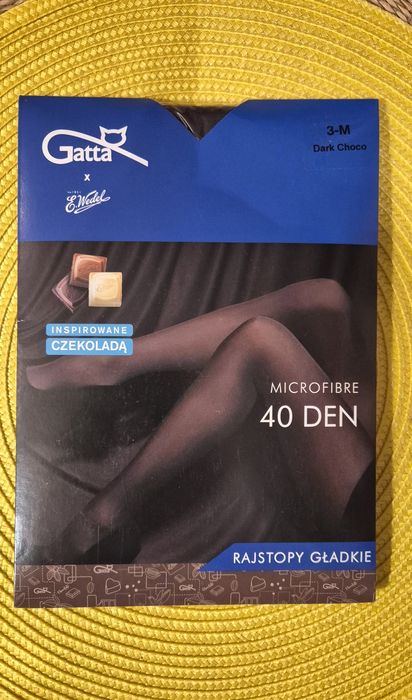 3-M
Dark Choco
Gatta
x
E.Wedel
INSPIROWANE
CZEKOLADĄ
MICROFIBRE
40 DEN
RAJSTOPY GŁADKIE